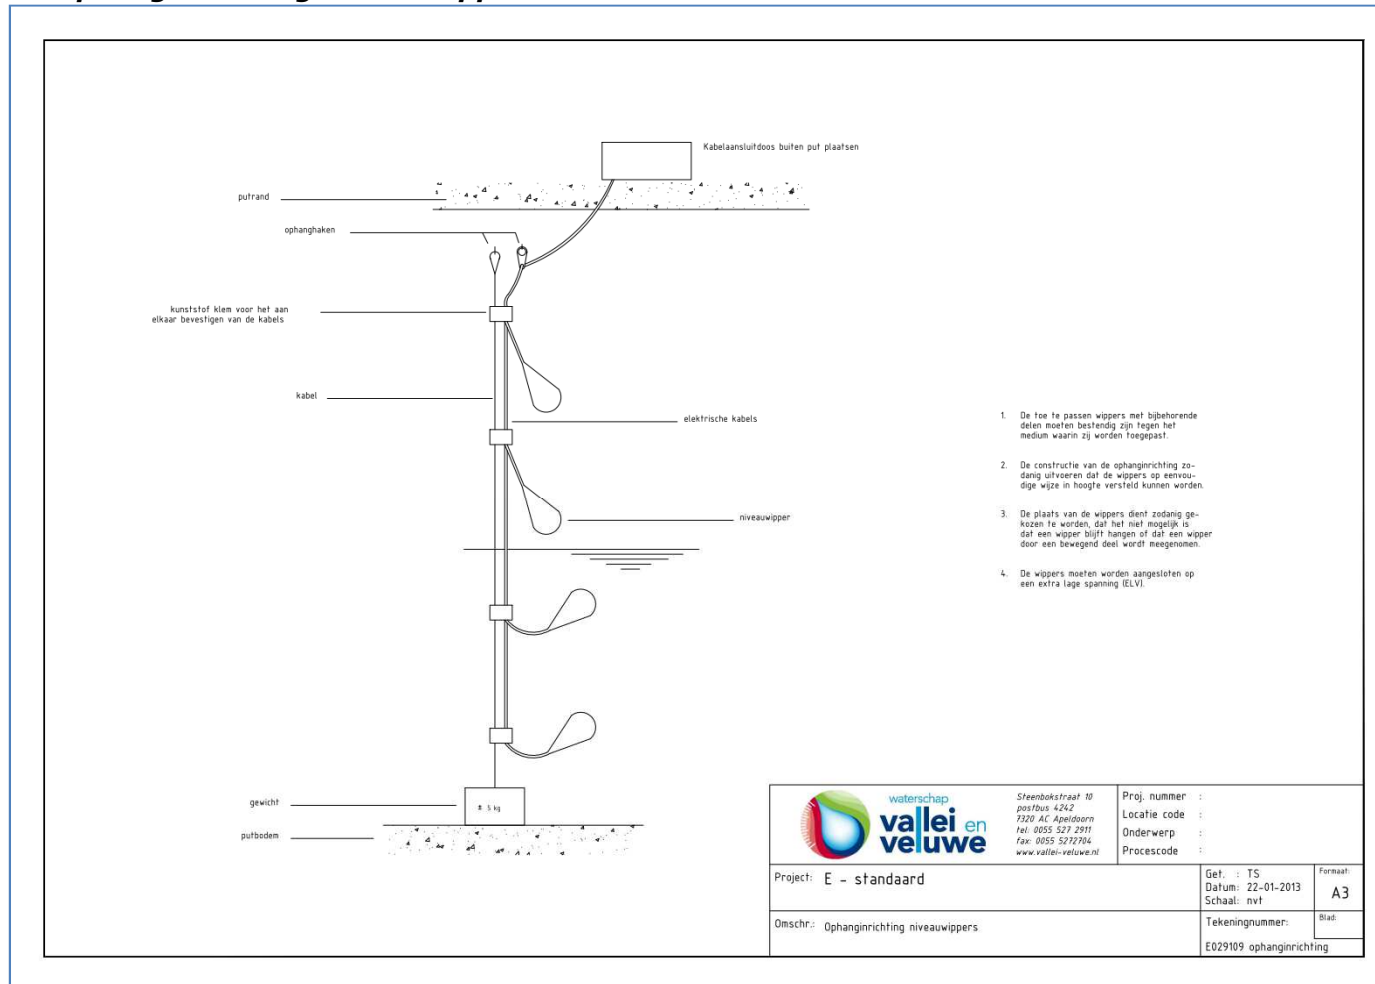 Kabelaansluitdoos buiten put plaatsen
putrand
ophanghaken
kunststof klem voor het aan
elkaar bevestigen van de kabels
kabel
elektrische kabels
niveauwipper
gewicht
± 5 kg
putbodem
1. De toe te passen wippers met bijbehorende
delen moeten bestendig zijn tegen het
medium waarin zij worden toegepast.
2. De constructie van de ophanginrichting zo-
danig uitvoeren dat de wippers op eenvou-
dige wijze in hoogte versteld kunnen worden.
3. De plaats van de wippers dient zodanig ge-
kozen te worden, dat het niet mogelijk is
dat een wipper blijft hangen of dat een wipper
door een bewegend deel wordt meegenomen.
4. De wippers moeten worden aangesloten op
een extra lage spanning (ELV).
waterschap
vallei en
veluwe
Steenbokstraat 10
postbus 4242
7320 AC Apeldoorn
tel: 0055 527 2911
fax: 0055 5272704
www.vallei-veluwe.nl
Proj. nummer :
Locatie code :
Onderwerp :
Procescode :
Project: E - standaard
Get. : TS
Datum: 22-01-2013
Schaal: nvt
Formaat:
A3
Omschr.: Ophanginrichting niveauwippers
Tekeningnummer:
Blad:
E029109 ophanginrichting